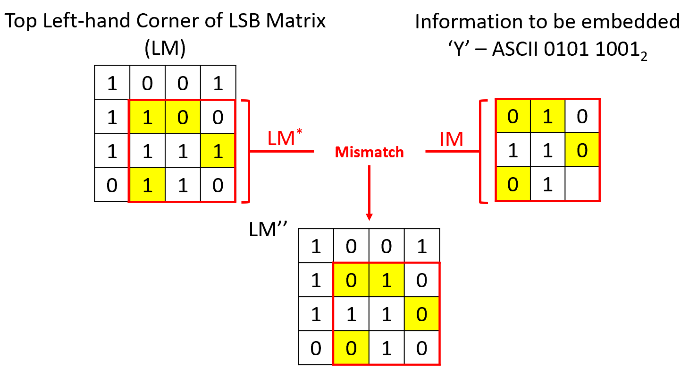 Top Left-hand Corner of LSB Matrix
(LM)
Information to be embedded
‘Y’ – ASCII 0101 1001₂
1 0 0 1
1 1 0 0
1 1 1 1
0 1 1 0
LM*
Mismatch
IM
0 1 0
1 1 0
0 1
LM’’
1 0 0 1
1 0 1 0
1 1 1 0
0 0 1 0